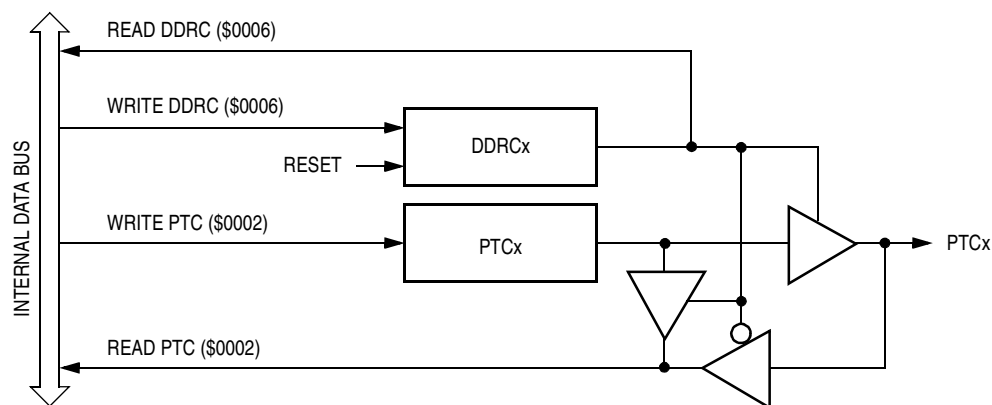 READ DDRC ($0006)
WRITE DDRC ($0006)
DDRCx
RESET
INTERNAL DATA BUS
WRITE PTC ($0002)
PTCx
PTCx
READ PTC ($0002)